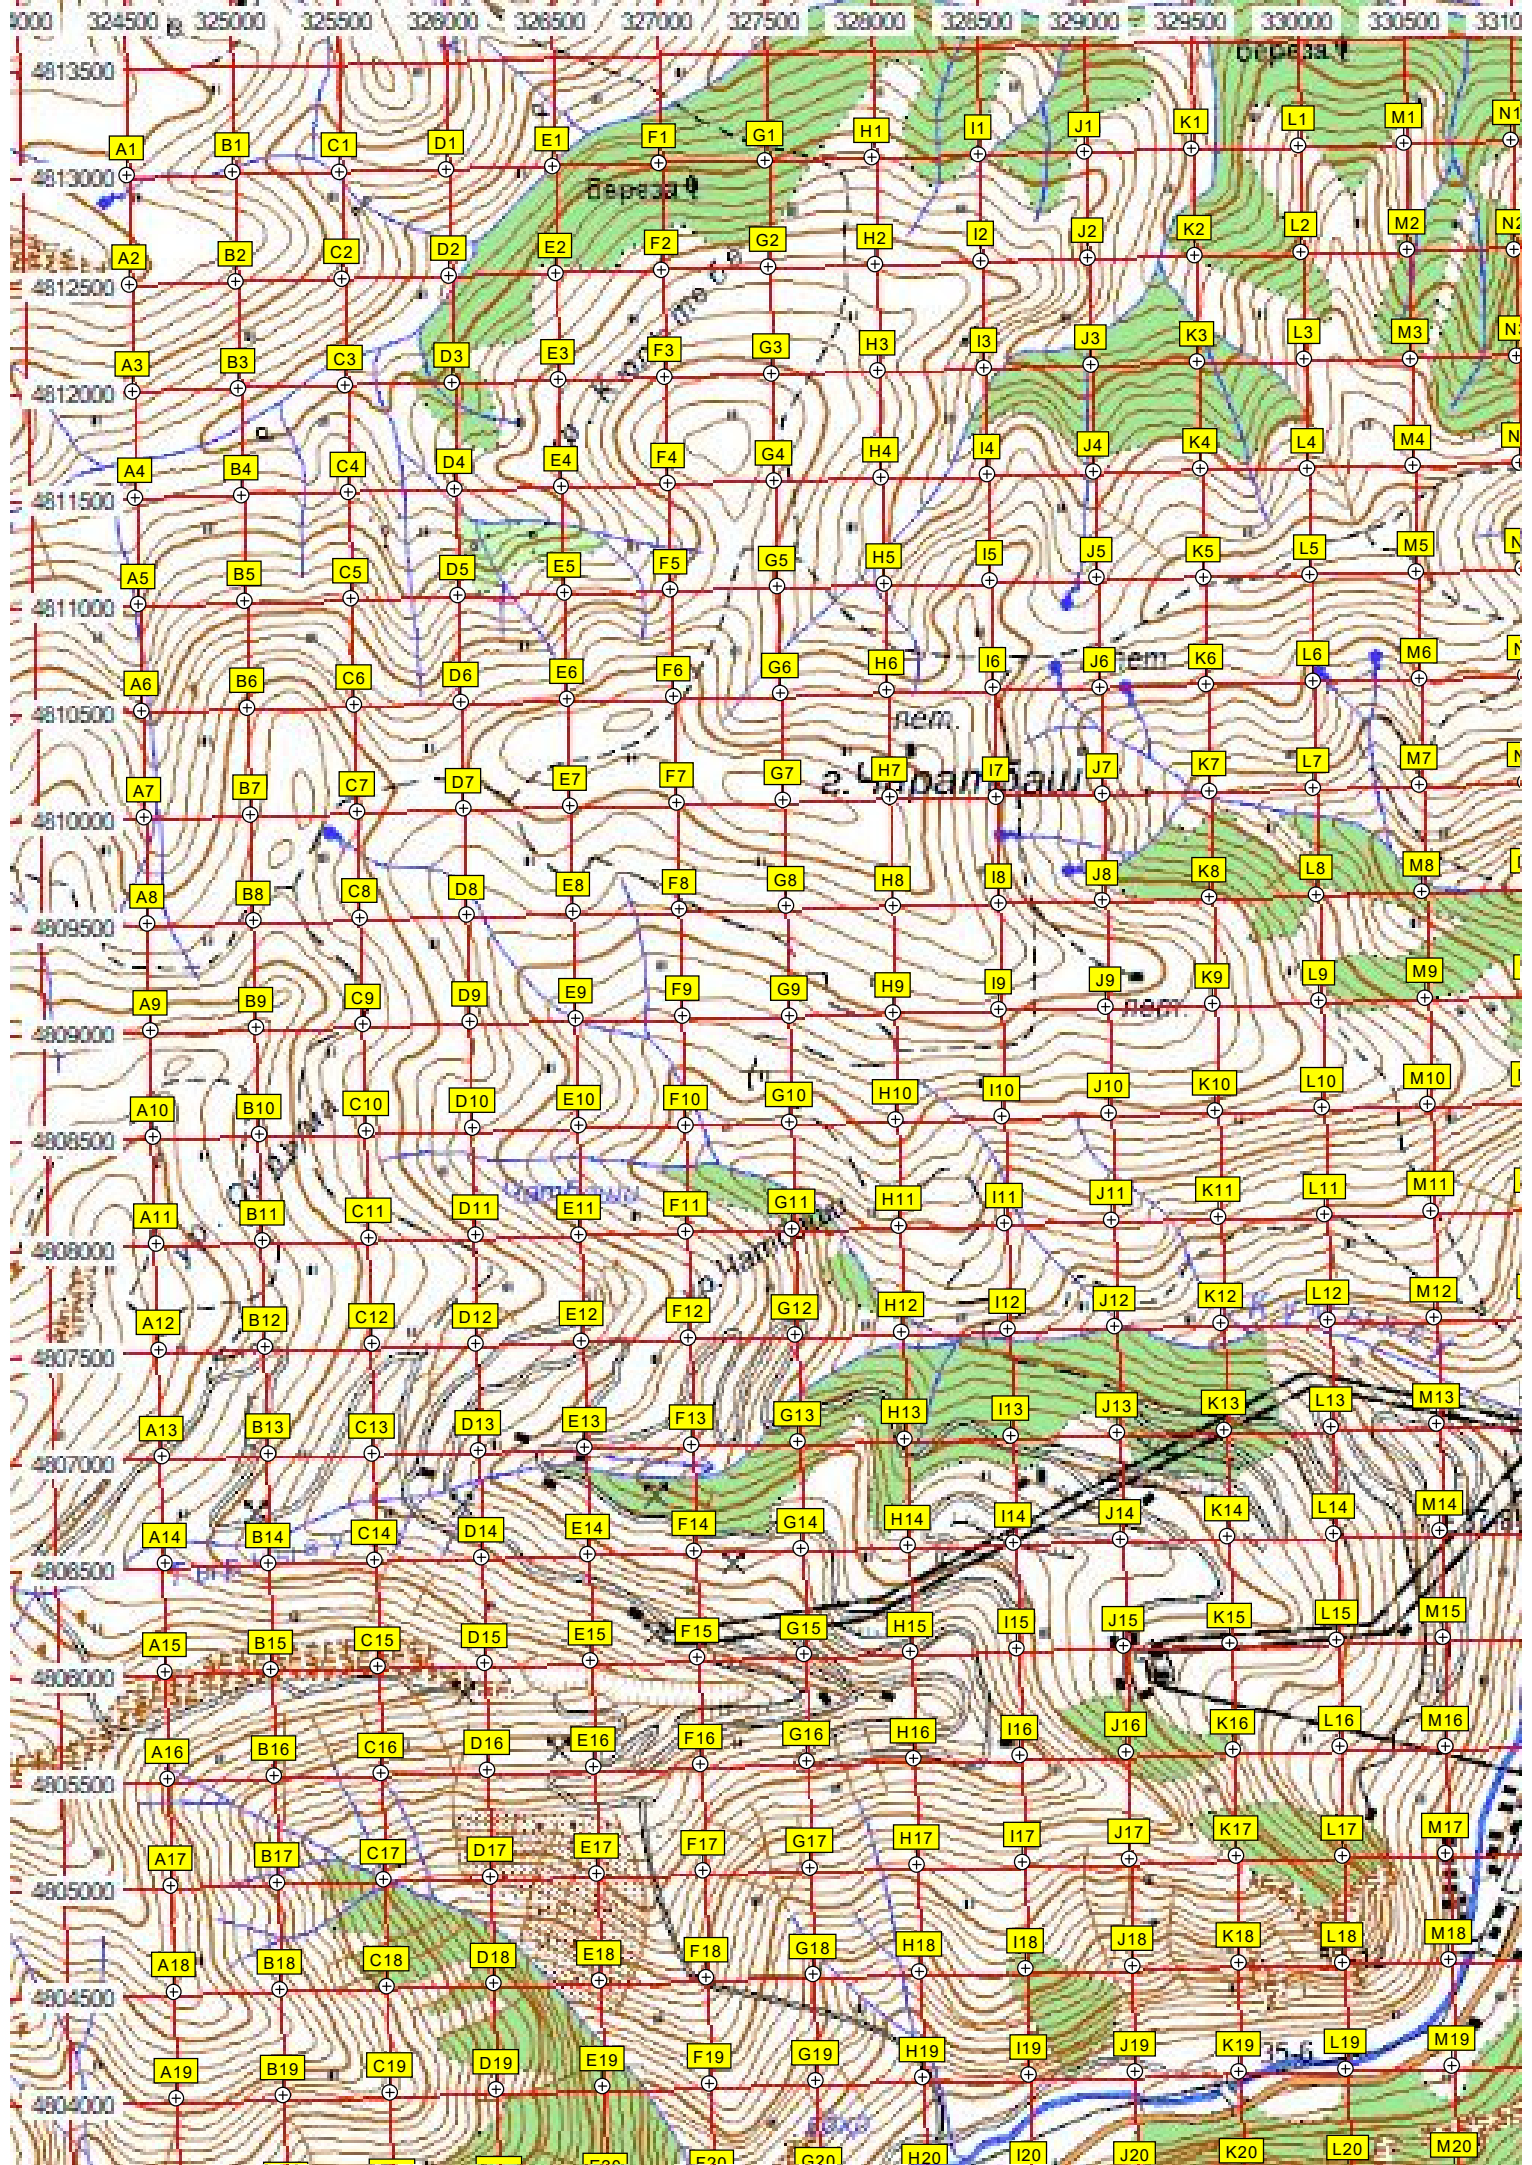 4000 324500 325000 325500 326000 326500 327000 327500 328000 328500 329000 329500 330000 330500 3310
береза
4813500
A1 B1 C1 D1 E1 F1 G1 H1 I1 J1 K1 L1 M1 N1
4813000
береза
A2 B2 C2 D2 E2 F2 G2 H2 I2 J2 K2 L2 M2 N2
4812500
A3 B3 C3 D3 E3 F3 G3 H3 I3 J3 K3 L3 M3
4812000
A4 B4 C4 D4 E4 F4 G4 H4 I4 J4 K4 L4 M4 N
4811500
A5 B5 C5 D5 E5 F5 G5 H5 I5 J5 K5 L5 M5 N
4811000
A6 B6 C6 D6 E6 F6 G6 H6 I6 J6 K6 L6 M6
4810500
лет.
A7 B7 C7 D7 E7 F7 G7 H7 I7 J7 K7 L7 M7
4810000
A8 B8 C8 D8 E8 F8 G8 H8 I8 J8 K8 L8 M8
4809500
A9 B9 C9 D9 E9 F9 G9 H9 I9 J9 K9 L9 M9
лет.
4809000
A10 B10 C10 D10 E10 F10 G10 H10 I10 J10 K10 L10 M10
4808500
A11 B11 C11 D11 E11 F11 G11 H11 I11 J11 K11 L11 M11
4808000
A12 B12 C12 D12 E12 F12 G12 H12 I12 J12 K12 L12 M12
4807500
A13 B13 C13 D13 E13 F13 G13 H13 I13 J13 K13 L13 M13
4807000
A14 B14 C14 D14 E14 F14 G14 H14 I14 J14 K14 L14 M14
4806500
A15 B15 C15 D15 E15 F15 G15 H15 I15 J15 K15 L15 M15
4806000
A16 B16 C16 D16 E16 F16 G16 H16 I16 J16 K16 L16 M16
4805500
A17 B17 C17 D17 E17 F17 G17 H17 I17 J17 K17 L17 M17
4805000
A18 B18 C18 D18 E18 F18 G18 H18 I18 J18 K18 L18 M18
4804500
A19 B19 C19 D19 E19 F19 G19 H19 I19 J19 K19 L19 M19
4804000
E20 F20 G20 H20 I20 J20 K20 L20 M20